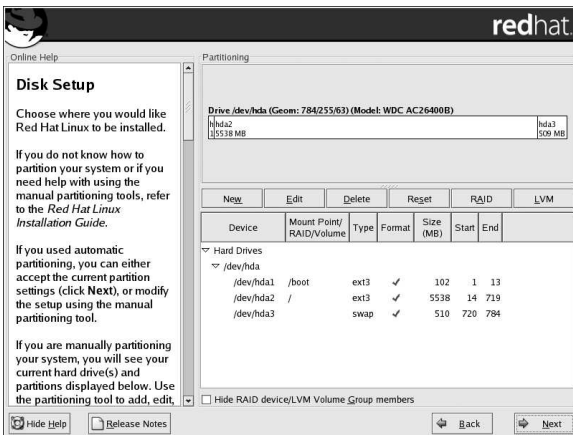 redhat.
Online Help
Disk Setup
Choose where you would like
Red Hat Linux to be installed.
If you do not know how to
partition your system or if you
need help with using the
manual partitioning tools, refer
to the Red Hat Linux
Installation Guide.
If you used automatic
partitioning, you can either
accept the current partition
settings (click Next), or modify
the setup using the manual
partitioning tool.
If you are manually partitioning
your system, you will see your
current hard drive(s) and
partitions displayed below. Use
the partitioning tool to add, edit,
Partitioning
Drive /dev/hda (Geom: 784/255/63) (Model: WDC AC26400B)
h hda2 hda3
1 5538 MB 509 MB
New Edit Delete Reset RAID LVM
Device Mount Point/ RAID/Volume Type Format Size (MB) Start End
Hard Drives
/dev/hda
/dev/hda1 /boot ext3 ✓ 102 1 13
/dev/hda2 / ext3 ✓ 5538 14 719
/dev/hda3 swap ✓ 510 720 784
Hide RAID device/LVM Volume Group members
Hide Help Release Notes Back Next